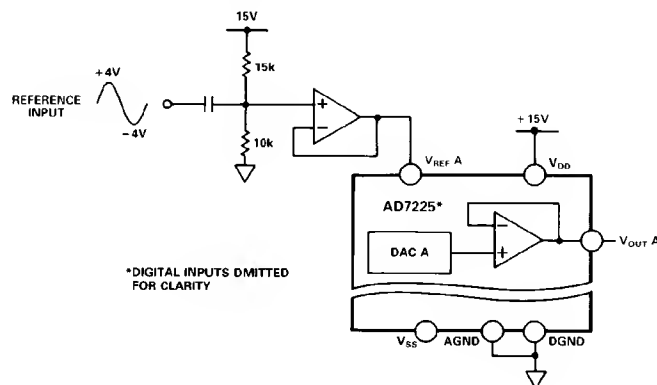 15V
15k
+4V
REFERENCE
INPUT
−4V
10k
+
−
+15V
VREF A
VDD
AD7225*
DAC A
−
+
VOUT A
*DIGITAL INPUTS DMITTED
FOR CLARITY
VSS
AGND
DGND